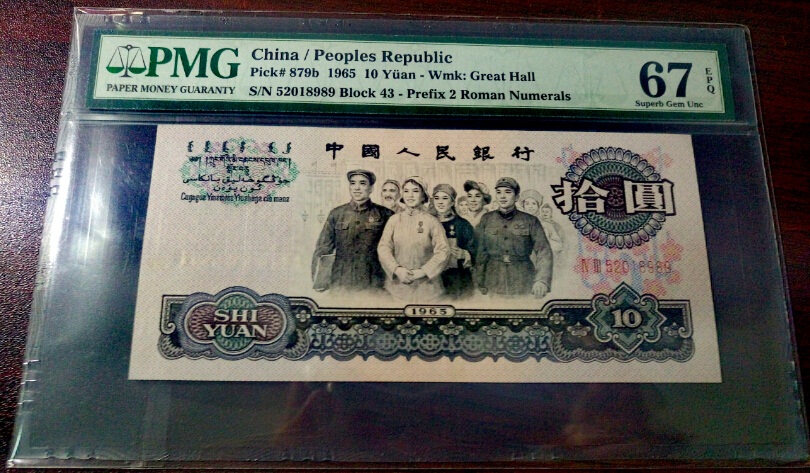 PMG
PAPER MONEY GUARANTY
China / Peoples Republic
Pick# 879b 1965 10 Yüan - Wmk: Great Hall
S/N 52018989 Block 43 - Prefix 2 Roman Numerals
67 EPQ
Superb Gem Unc
中國人民銀行
拾圓
52018989
1965
SHI
YUAN
10